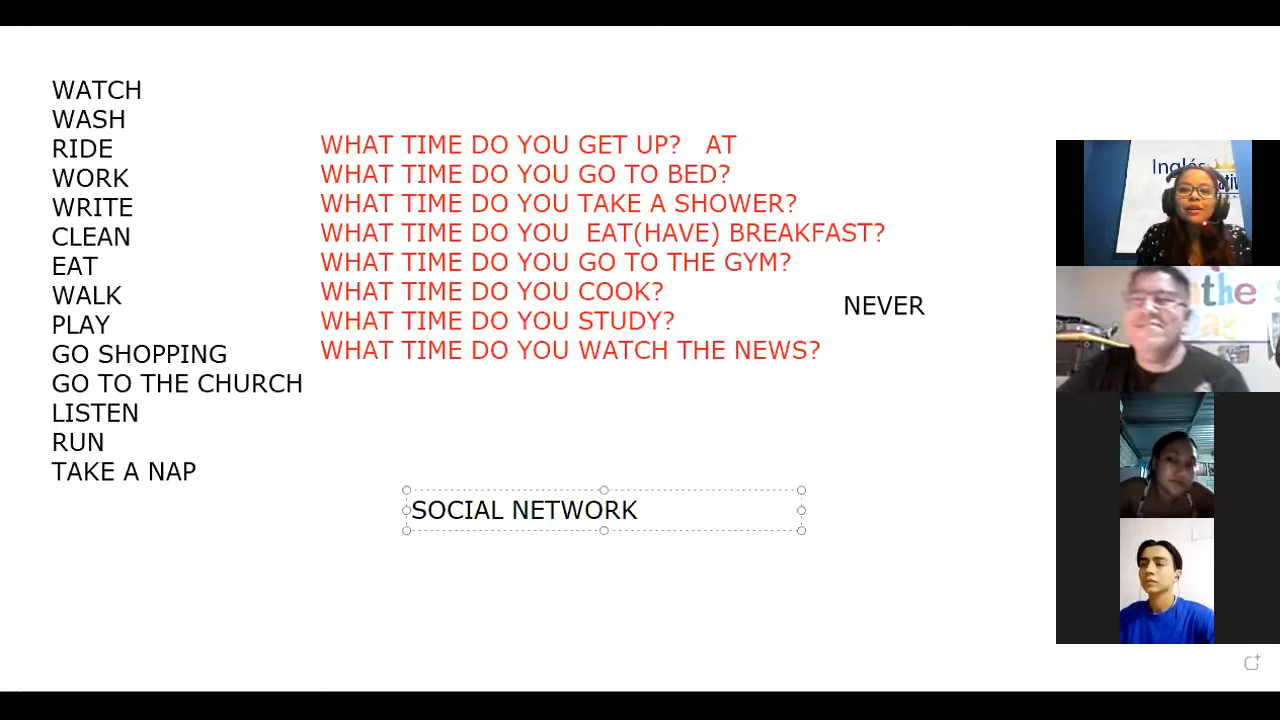 WATCH
WASH
RIDE
WORK
WRITE
CLEAN
EAT
WALK
PLAY
GO SHOPPING
GO TO THE CHURCH
LISTEN
RUN
TAKE A NAP
WHAT TIME DO YOU GET UP? AT
WHAT TIME DO YOU GO TO BED?
WHAT TIME DO YOU TAKE A SHOWER?
WHAT TIME DO YOU EAT(HAVE) BREAKFAST?
WHAT TIME DO YOU GO TO THE GYM?
WHAT TIME DO YOU COOK?
WHAT TIME DO YOU STUDY?
WHAT TIME DO YOU WATCH THE NEWS?
NEVER
SOCIAL NETWORK
Inglés